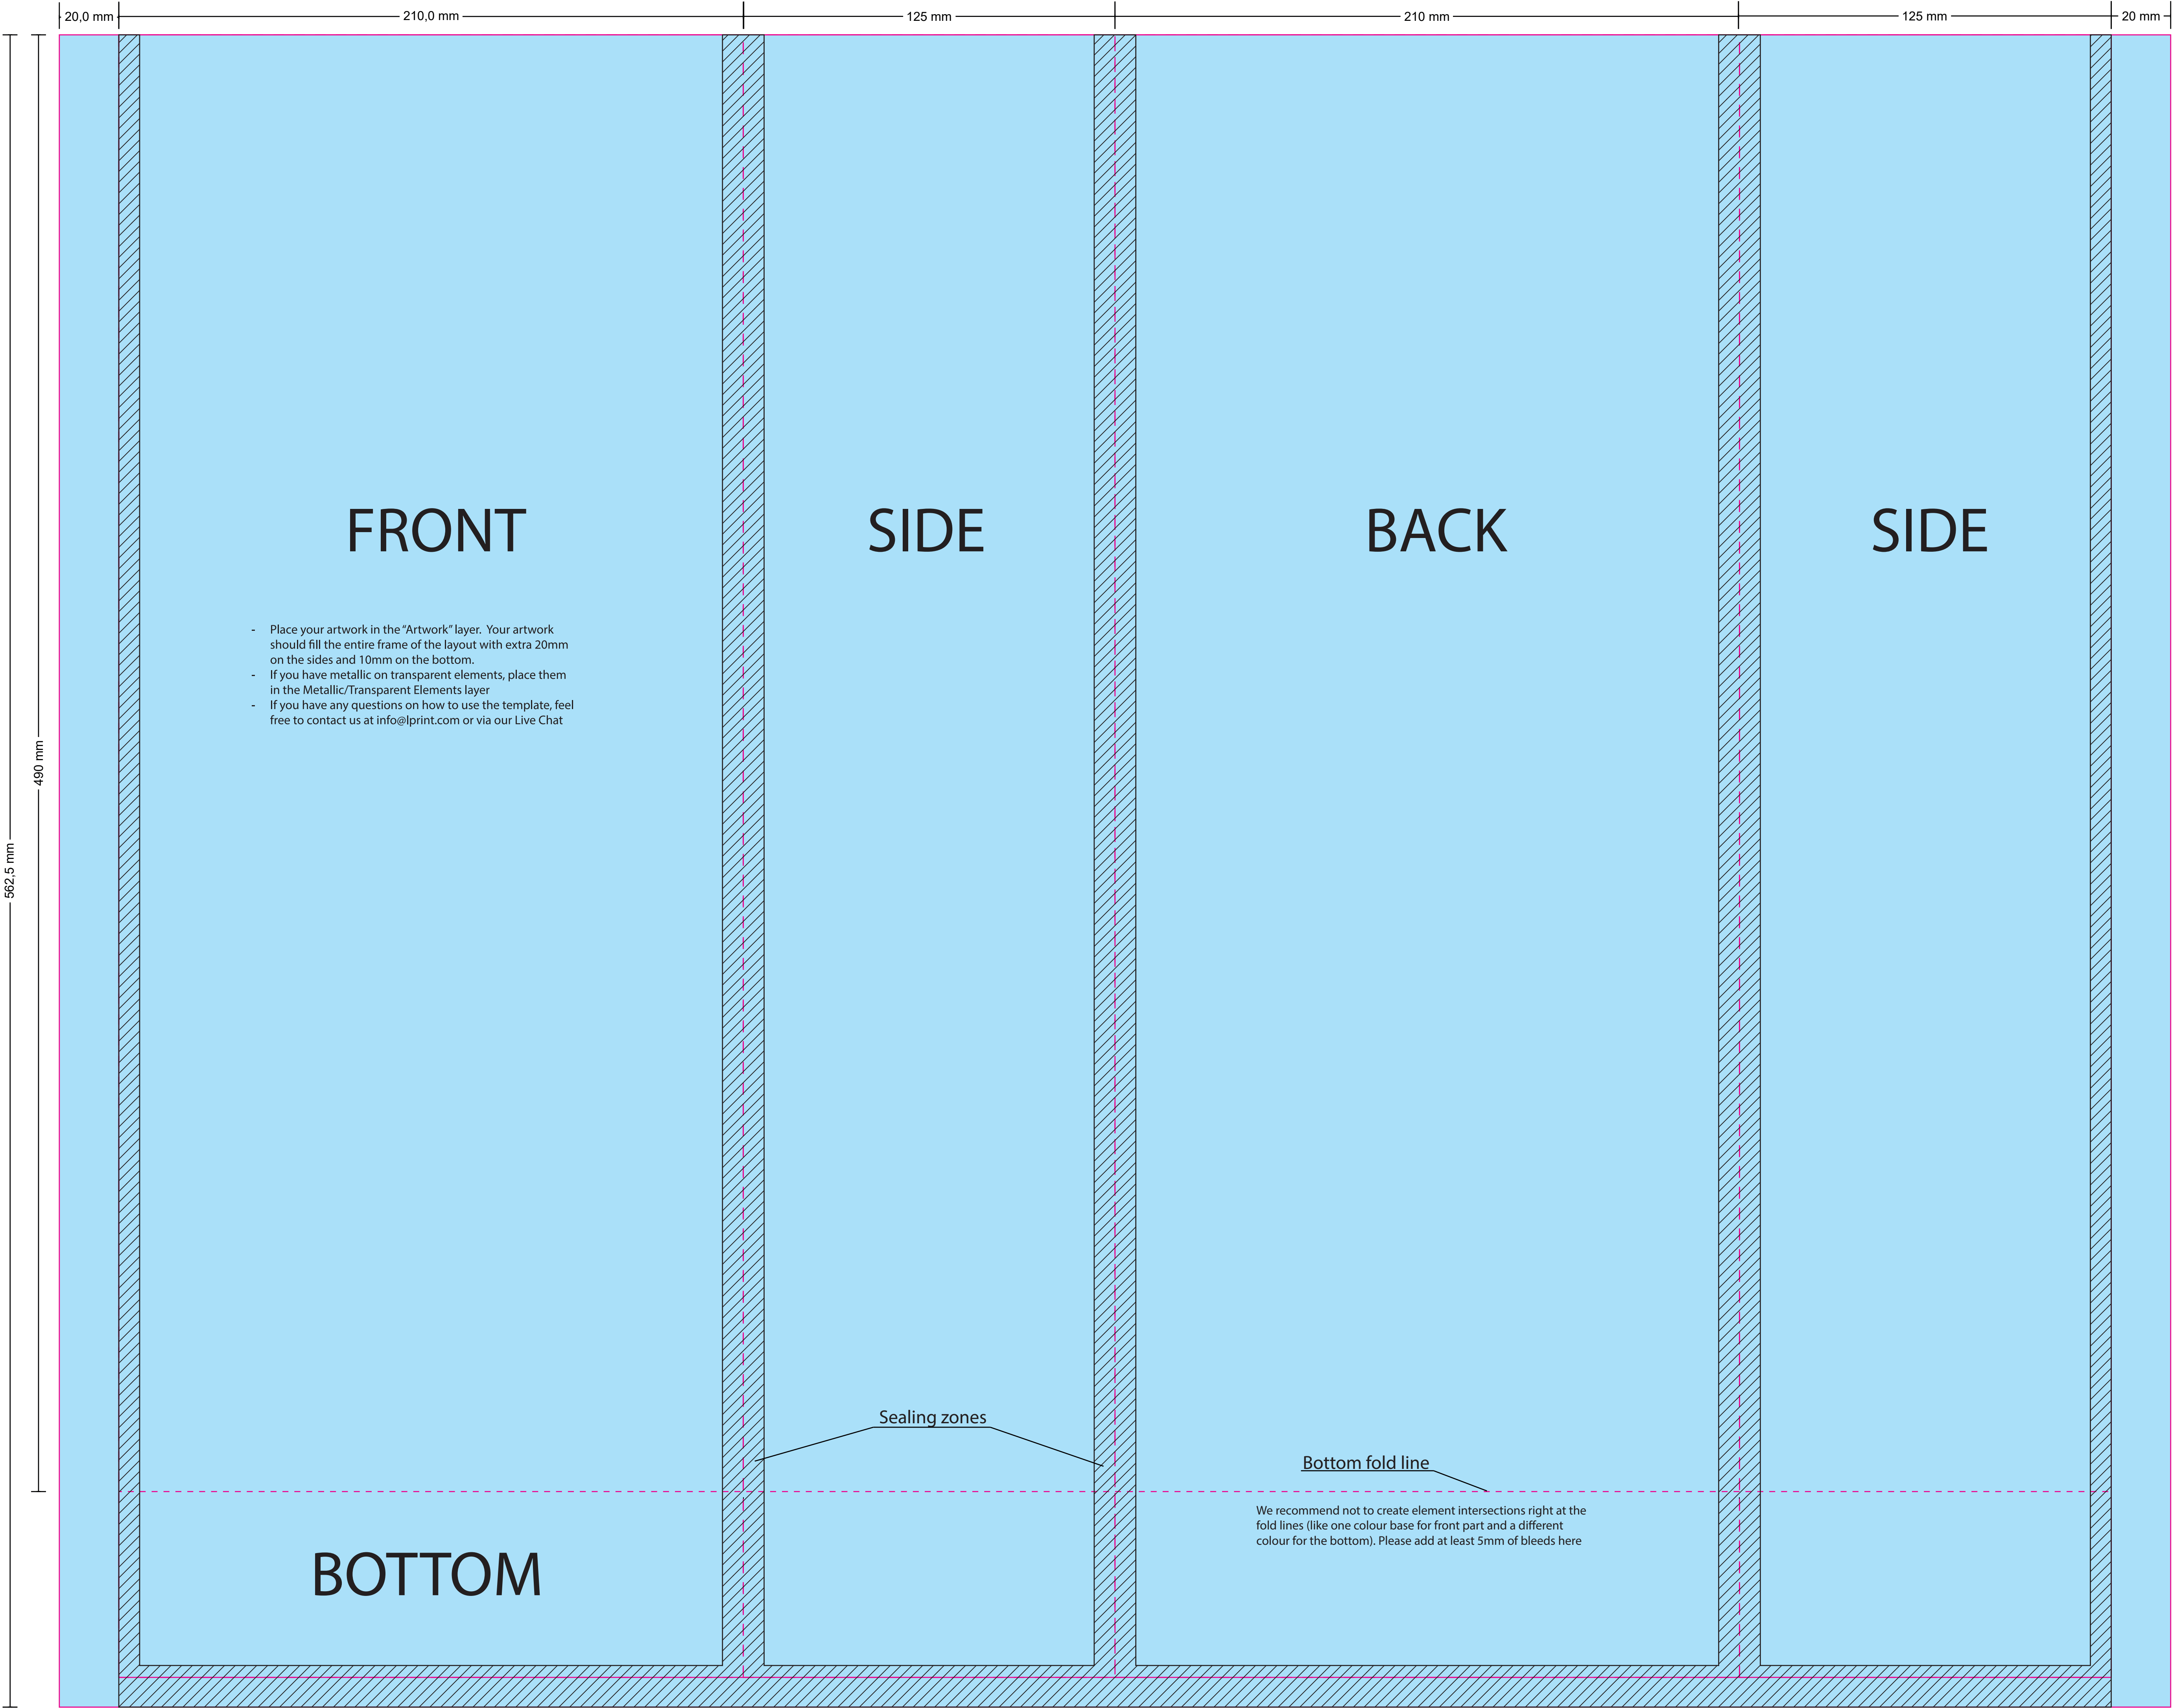 20,0 mm
210,0 mm
125 mm
210 mm
125 mm
20 mm
562,5 mm
490 mm
FRONT
SIDE
BACK
SIDE
- Place your artwork in the “Artwork” layer. Your artwork
should fill the entire frame of the layout with extra 20mm
on the sides and 10mm on the bottom.
- If you have metallic on transparent elements, place them
in the Metallic/Transparent Elements layer
- If you have any questions on how to use the template, feel
free to contact us at info@lprint.com or via our Live Chat
Sealing zones
Bottom fold line
We recommend not to create element intersections right at the
fold lines (like one colour base for front part and a different
colour for the bottom). Please add at least 5mm of bleeds here
BOTTOM